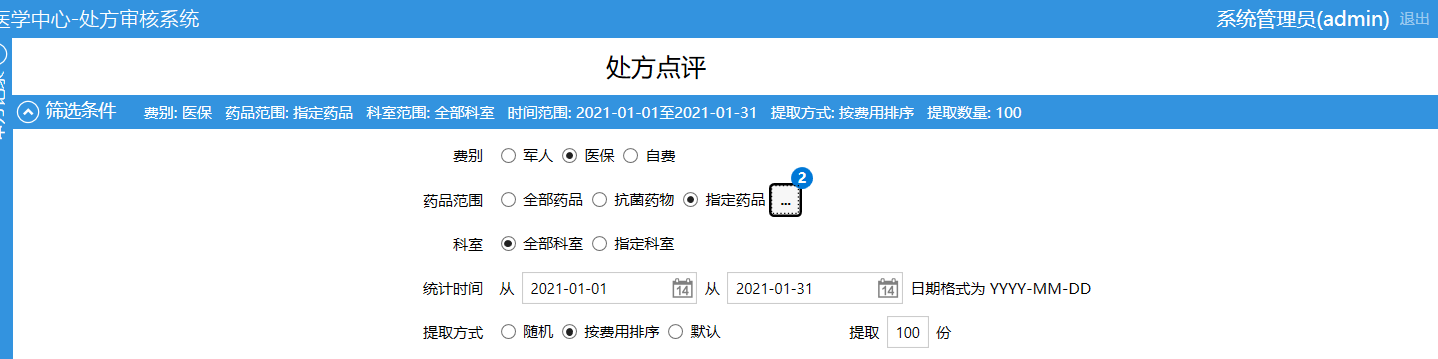 医学中心-处方审核系统 系统管理员(admin) 退出
处方点评
筛选条件 费别: 医保 药品范围: 指定药品 科室范围: 全部科室 时间范围: 2021-01-01至2021-01-31 提取方式: 按费用排序 提取数量: 100
费别 军人 医保 自费
药品范围 全部药品 抗菌药物 指定药品 ... 2
科室 全部科室 指定科室
统计时间 从 2021-01-01 14 从 2021-01-31 14 日期格式为 YYYY-MM-DD
提取方式 随机 按费用排序 默认 提取 100 份